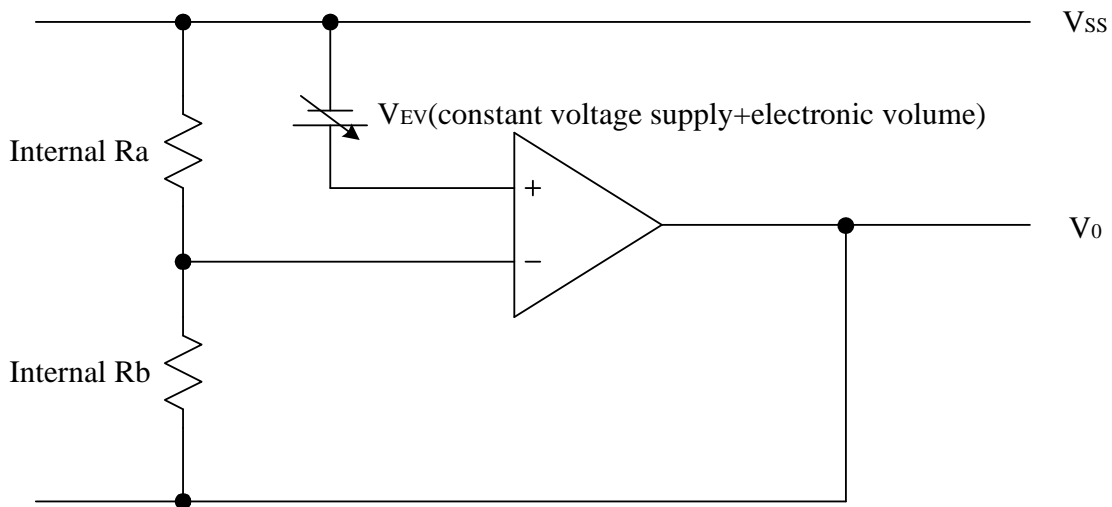 VSS
VEV(constant voltage supply+electronic volume)
Internal Ra
+
V0
−
Internal Rb